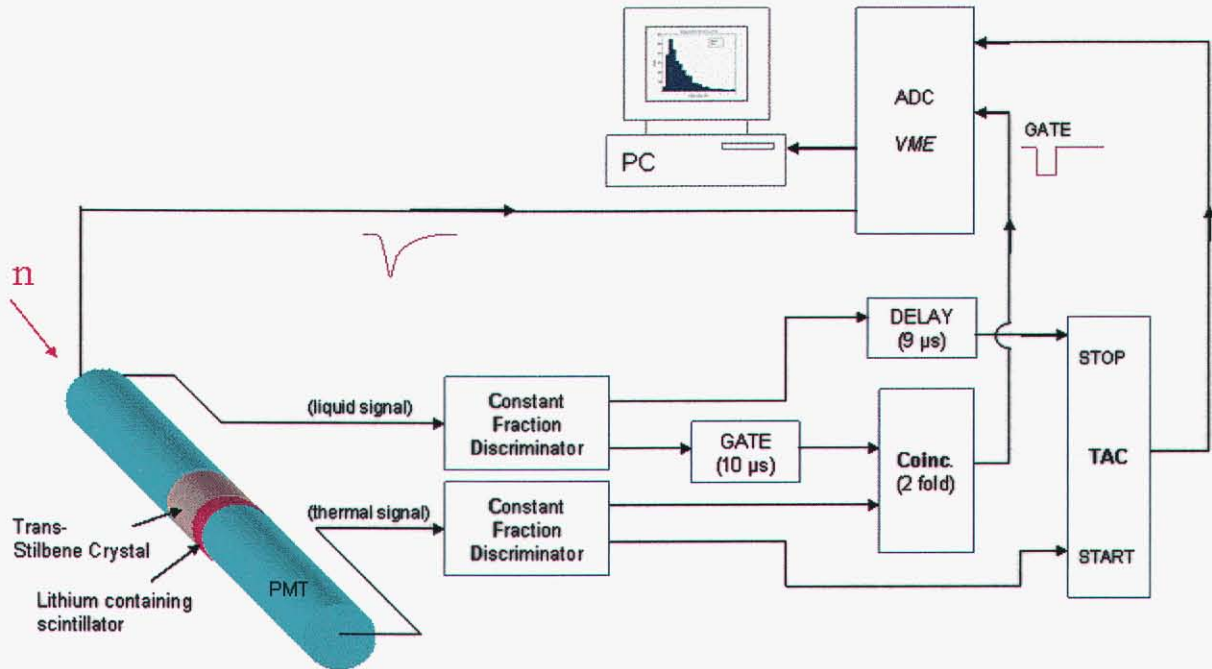 ADC
VME
GATE
PC
n
DELAY
(9 µs)
STOP
(liquid signal)
Constant
Fraction
Discriminator
GATE
(10 µs)
Coinc.
(2 fold)
TAC
(thermal signal)
Constant
Fraction
Discriminator
START
Trans-
Stilbene Crystal
Lithium containing
scintillator
PMT